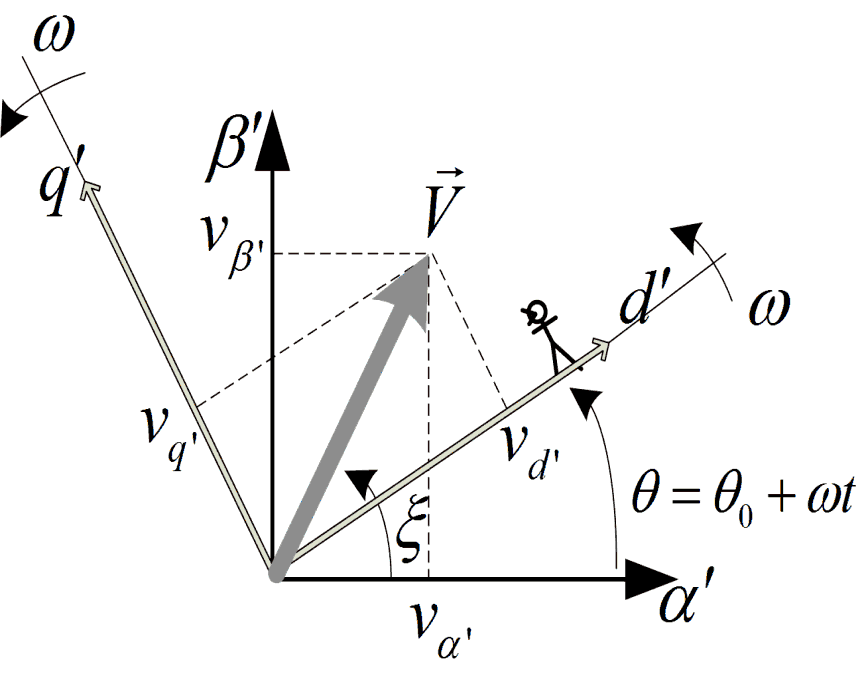 ω
β'
q'
V⃗
v_β'
d'
ω
v_q'
v_d'
θ = θ₀ + ωt
ξ
α'
v_α'